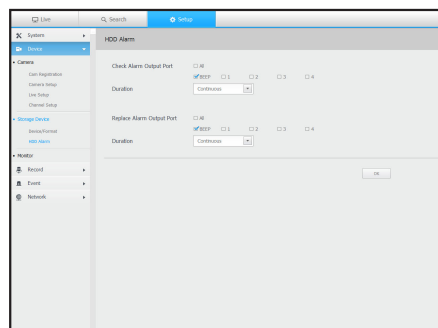 Live
Search
Setup
System
Device
• Camera
Cam Registration
Camera Setup
Live Setup
Channel Setup
• Storage Device
Device/Format
HDD Alarm
• Monitor
Record
Event
Network
HDD Alarm
Check Alarm Output Port
All
BEEP 1 2 3 4
Duration Continuous
Replace Alarm Output Port
All
BEEP 1 2 3 4
Duration Continuous
OK